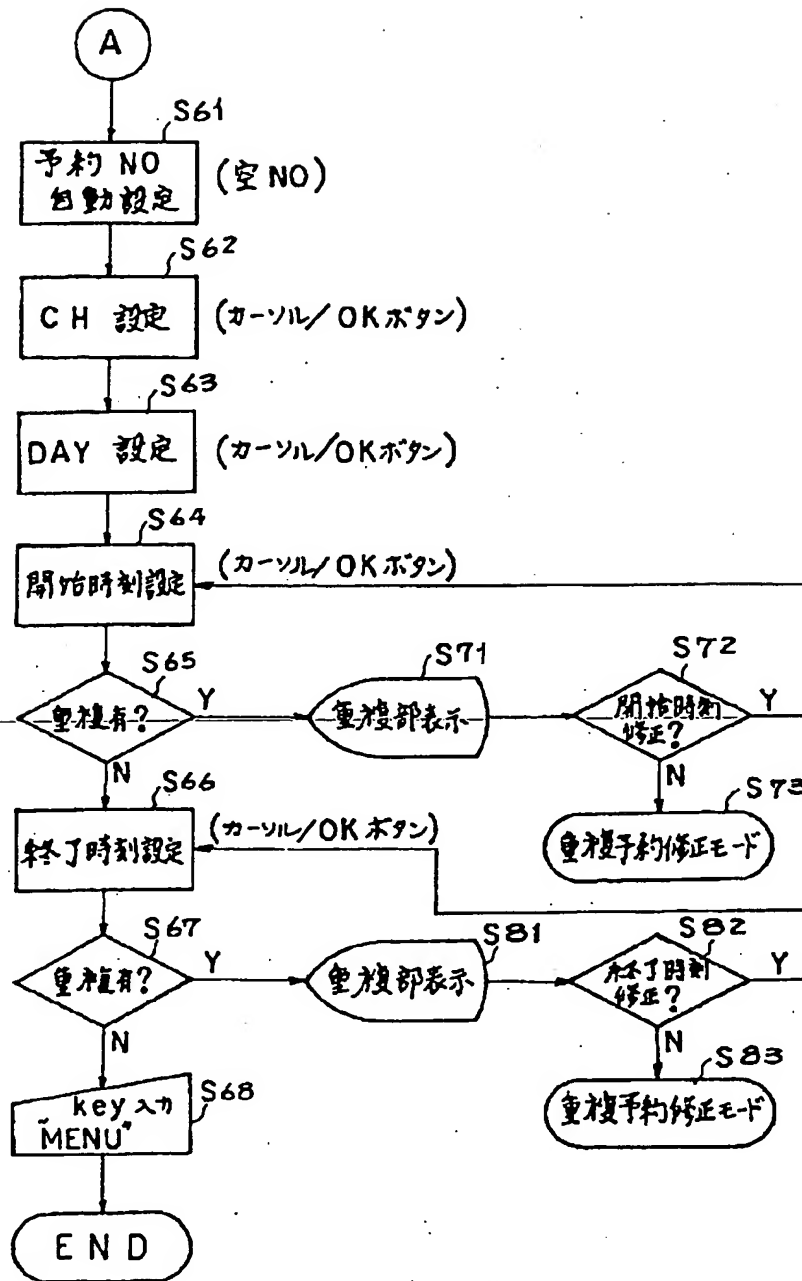 A
S61
予約 NO
自動設定
(空NO)
S62
CH 設定
(カーソル/OKボタン)
S63
DAY 設定
(カーソル/OKボタン)
S64
開始時刻設定
(カーソル/OKボタン)
S65
重複有?
Y
N
S71
重複部表示
S72
開始時刻
修正?
Y
N
S73
重複予約修正モード
S66
終了時刻設定
(カーソル/OKボタン)
S67
重複有?
Y
N
S81
重複部表示
S82
終了時刻
修正?
Y
N
S83
重複予約修正モード
S68
key入力
"MENU"
END